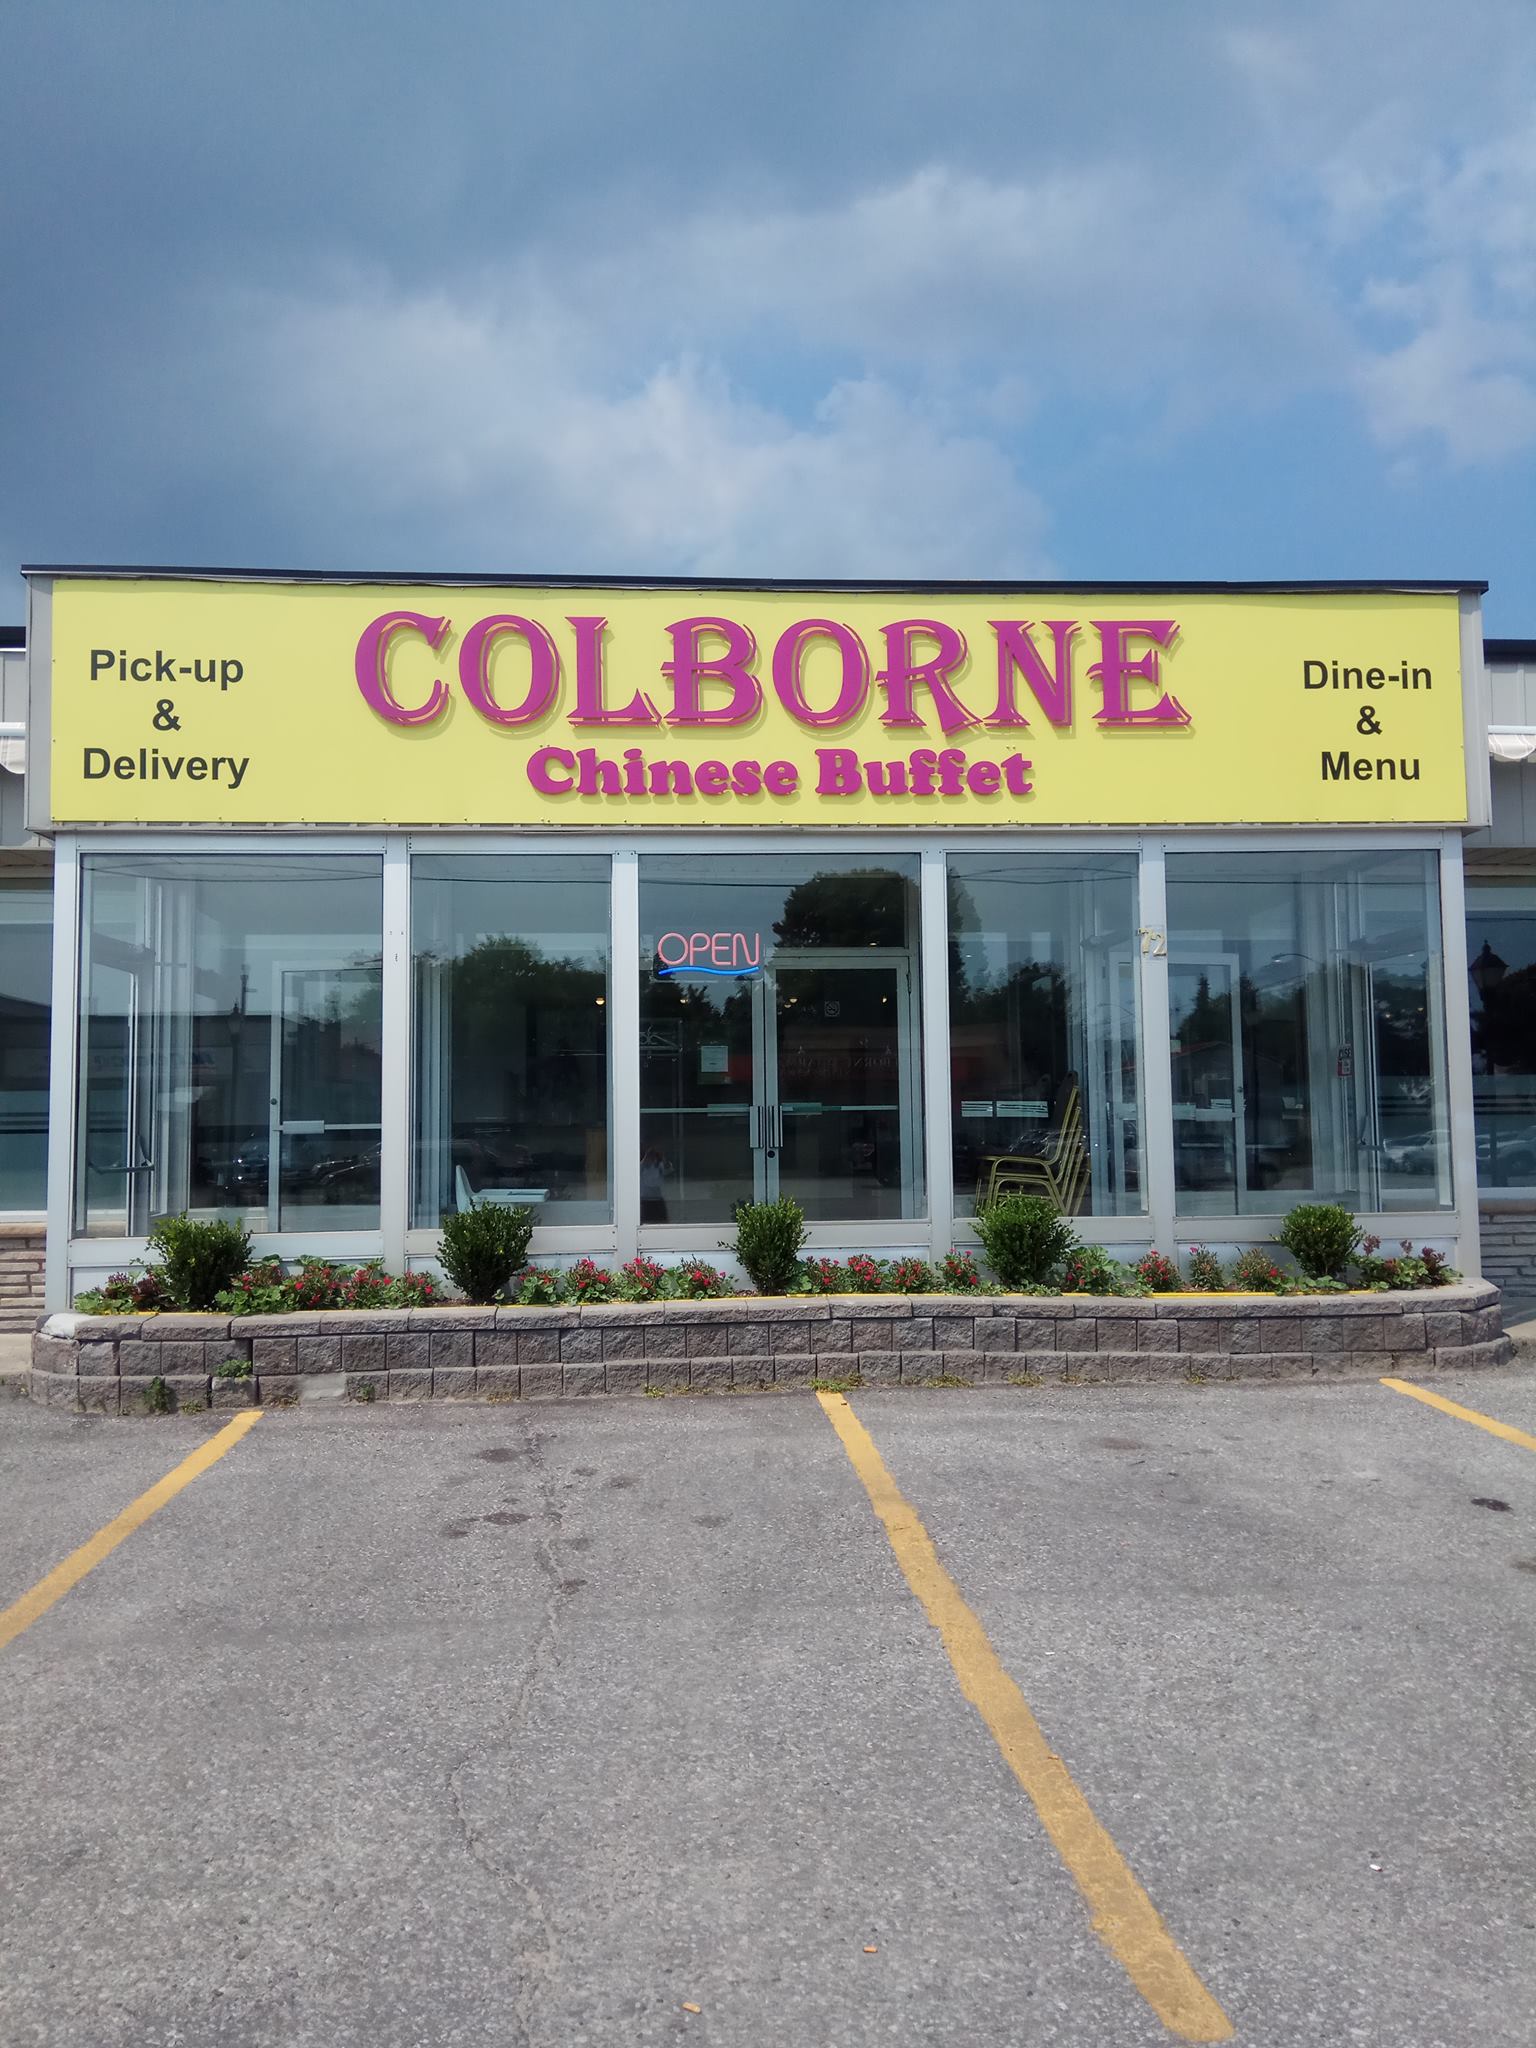 COLBORNE
Chinese Buffet
Pick-up
&
Delivery
Dine-in
&
Menu
OPEN
72